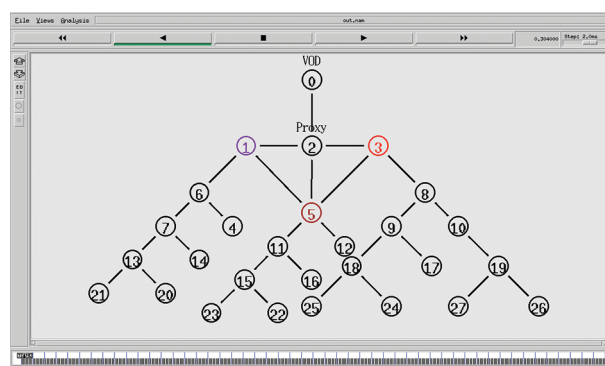 File Views Analysis out.nam
0.304000 Step: 2.0ms
ED
IT
VOD
0
Proxy
1 2 3
6 5 8
7 4 11 12 9 10
13 14 15 16 18 17 19
21 20 23 22 25 24 27 26